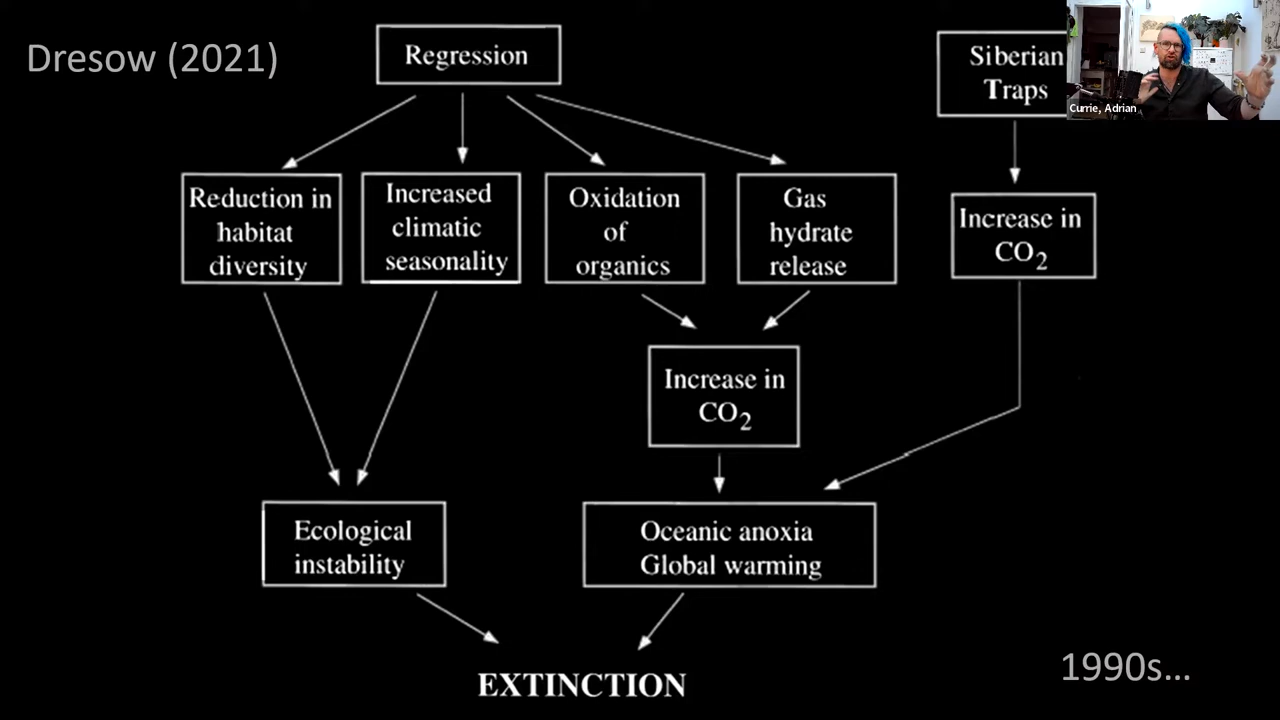 Dresow (2021)
Regression
Siberian
Traps
Currie, Adrian
Reduction in
habitat
diversity
Increased
climatic
seasonality
Oxidation
of
organics
Gas
hydrate
release
Increase in
CO₂
Increase in
CO₂
Ecological
instability
Oceanic anoxia
Global warming
EXTINCTION
1990s...